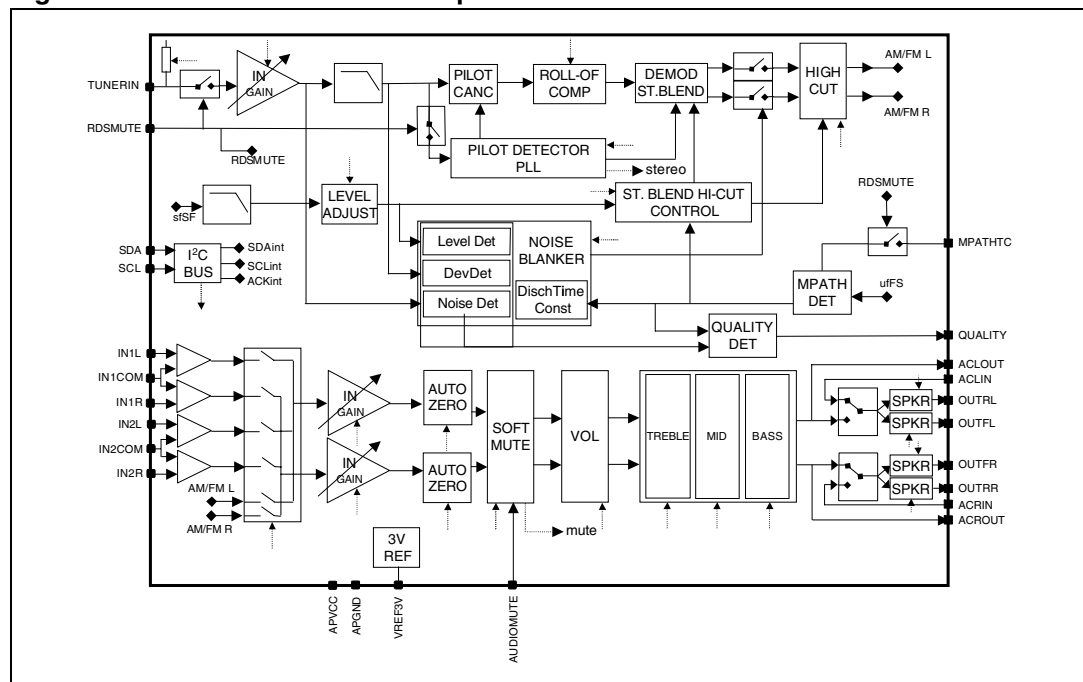 AM/FM L
TUNERIN
IN
GAIN
PILOT
CANC
ROLL-OF
COMP
DEMOD
ST.BLEND
HIGH
CUT
AM/FM R
RDSMUTE
RDSMUTE
PILOT DETECTOR
PLL
stereo
RDSMUTE
sfSF
LEVEL
ADJUST
ST. BLEND HI-CUT
CONTROL
SDA
SCL
I²C
BUS
SDAint
SCLint
ACKint
Level Det
DevDet
Noise Det
NOISE
BLANKER
DischTime
Const
MPATHTC
MPATH
DET
ufFS
QUALITY
DET
QUALITY
IN1L
IN1COM
IN1R
IN2L
IN2COM
IN2R
AM/FM L
AM/FM R
IN
GAIN
IN
GAIN
AUTO
ZERO
AUTO
ZERO
SOFT
MUTE
mute
VOL
TREBLE
MID
BASS
SPKR
SPKR
SPKR
SPKR
ACLOUT
ACLIN
OUTRL
OUTFL
OUTFR
OUTRR
ACRIN
ACROUT
3V
REF
APVCC
APGND
VREF3V
AUDIOMUTE